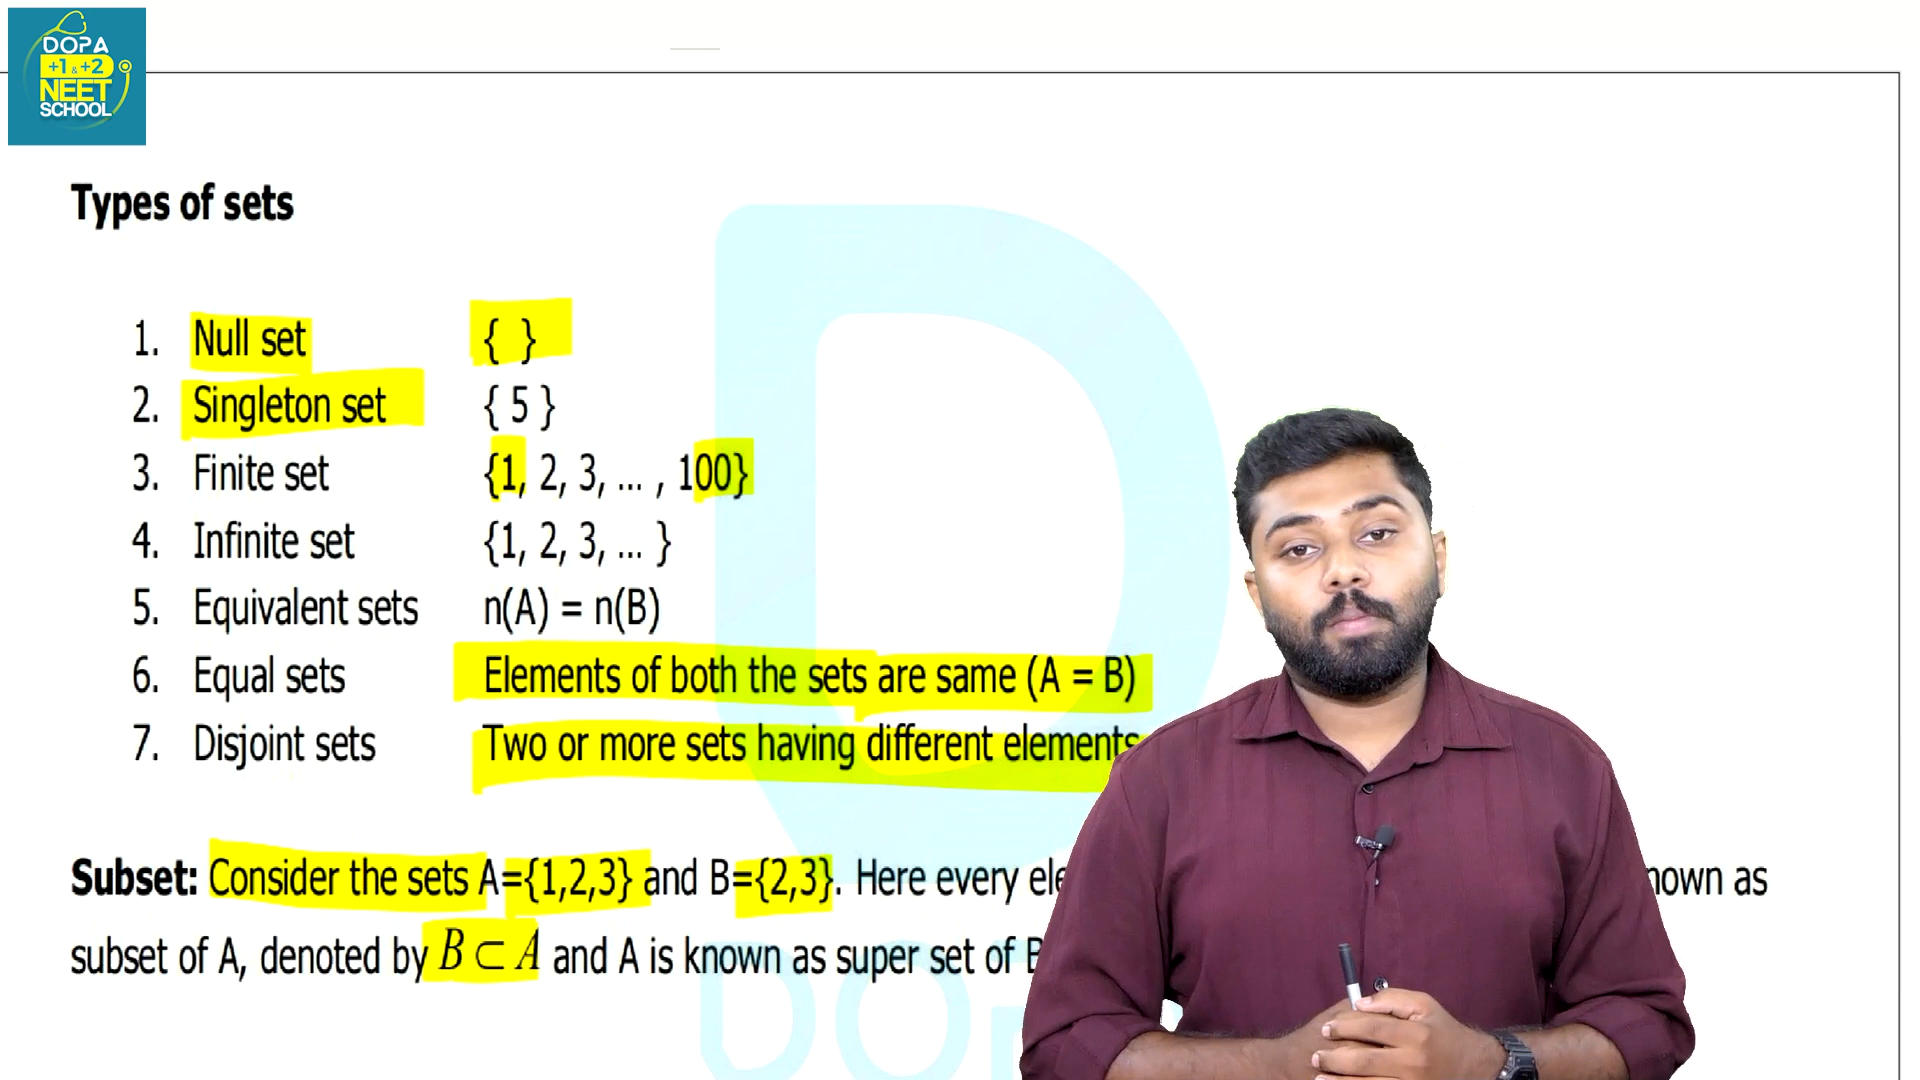 DOPA
+1 & +2
NEET
SCHOOL
Types of sets
1. Null set { }
2. Singleton set { 5 }
3. Finite set {1, 2, 3, ... , 100}
4. Infinite set {1, 2, 3, ... }
5. Equivalent sets n(A) = n(B)
6. Equal sets Elements of both the sets are same (A = B)
7. Disjoint sets Two or more sets having different elements
Subset: Consider the sets A={1,2,3} and B={2,3}. Here every as
subset of A, denoted by B ⊂ A and A is known as super set of B